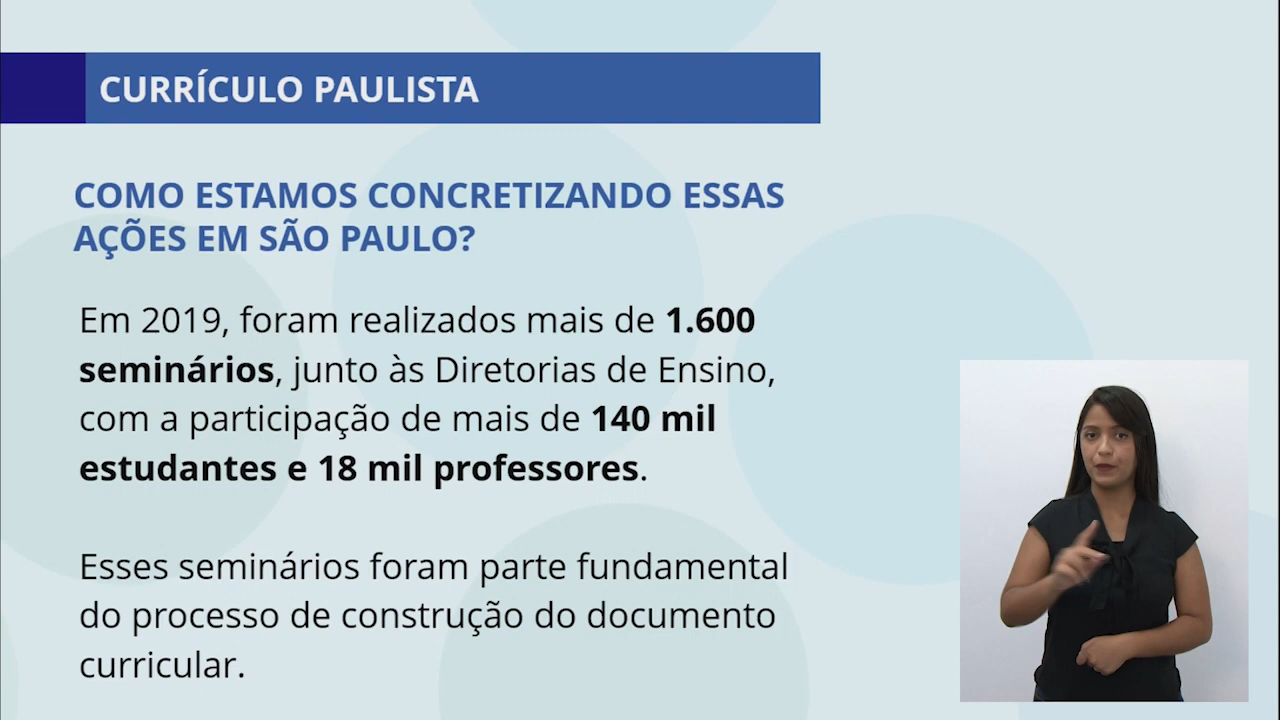 CURRÍCULO PAULISTA
COMO ESTAMOS CONCRETIZANDO ESSAS
AÇÕES EM SÃO PAULO?
Em 2019, foram realizados mais de 1.600
seminários, junto às Diretorias de Ensino,
com a participação de mais de 140 mil
estudantes e 18 mil professores.
Esses seminários foram parte fundamental
do processo de construção do documento
curricular.